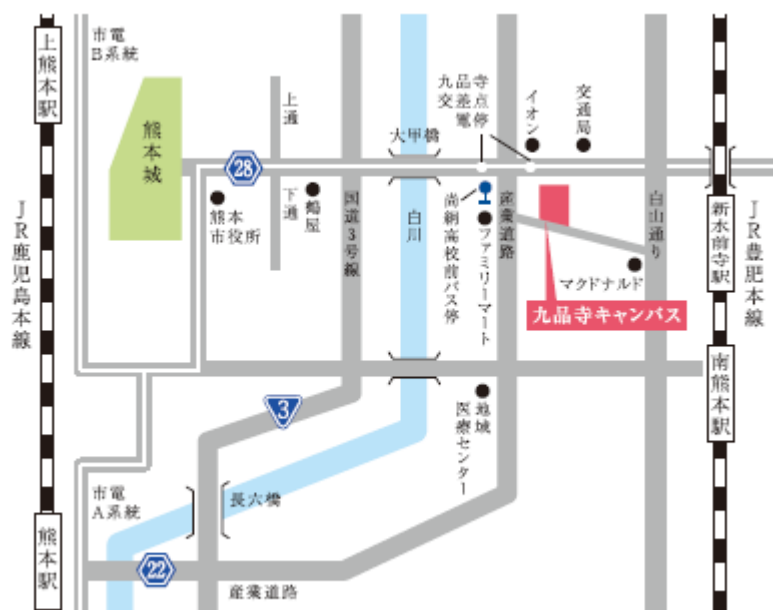 市電
B系統
上熊本駅
熊本城
JR鹿児島本線
28
上通
下通
鶴屋
熊本
市役所
国道3号線
大甲橋
白川
九品寺
交差点
電停
イオン
交通局
尚絅高校前バス停
ファミリーマート
産業道路
白山通り
マクドナルド
九品寺キャンパス
新水前寺駅
JR豊肥本線
南熊本駅
3
地域
医療センター
長六橋
市電
A系統
熊本駅
22
産業道路